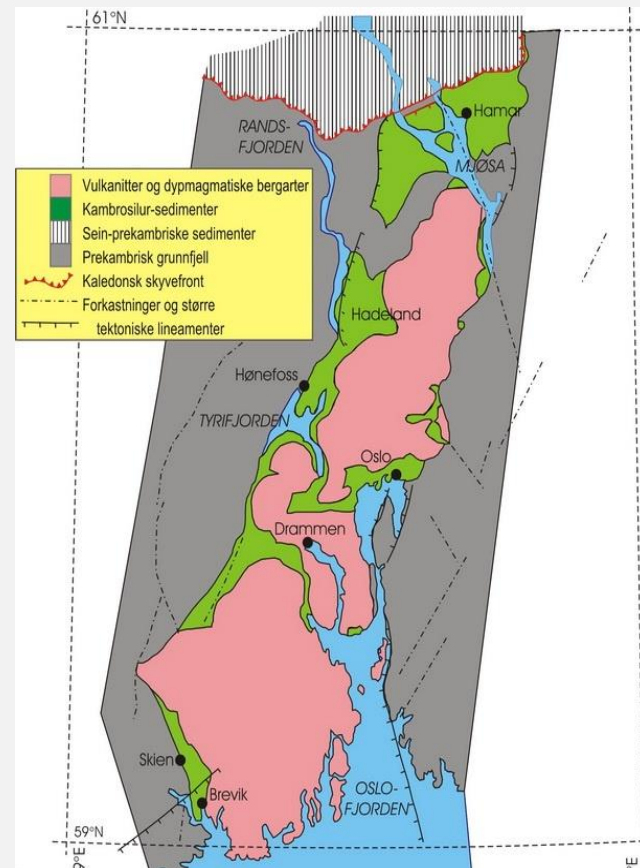 61°N
RANDS-
FJORDEN
Hamar
MJØSA
Vulkanitter og dypmagmatiske bergarter
Kambrosilur-sedimenter
Sein-prekambriske sedimenter
Prekambrisk grunnfjell
Kaledonsk skyvefront
Forkastninger og større
tektoniske lineamenter
Hadeland
Hønefoss
TYRIFJORDEN
Oslo
Drammen
Skien
Brevik
OSLO-
FJORDEN
59°N